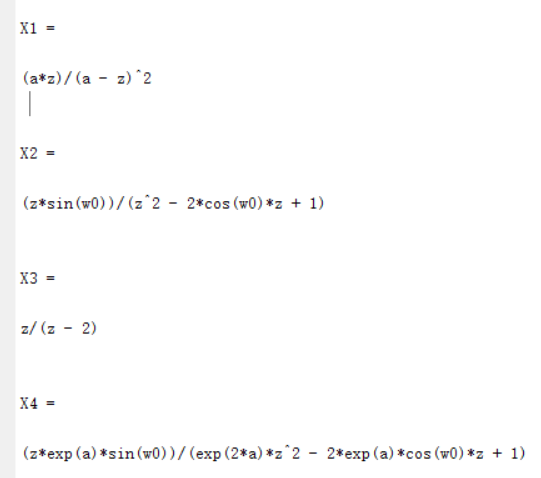 X1 =
(a*z)/(a - z)^2
X2 =
(z*sin(w0))/(z^2 - 2*cos(w0)*z + 1)
X3 =
z/(z - 2)
X4 =
(z*exp(a)*sin(w0))/(exp(2*a)*z^2 - 2*exp(a)*cos(w0)*z + 1)